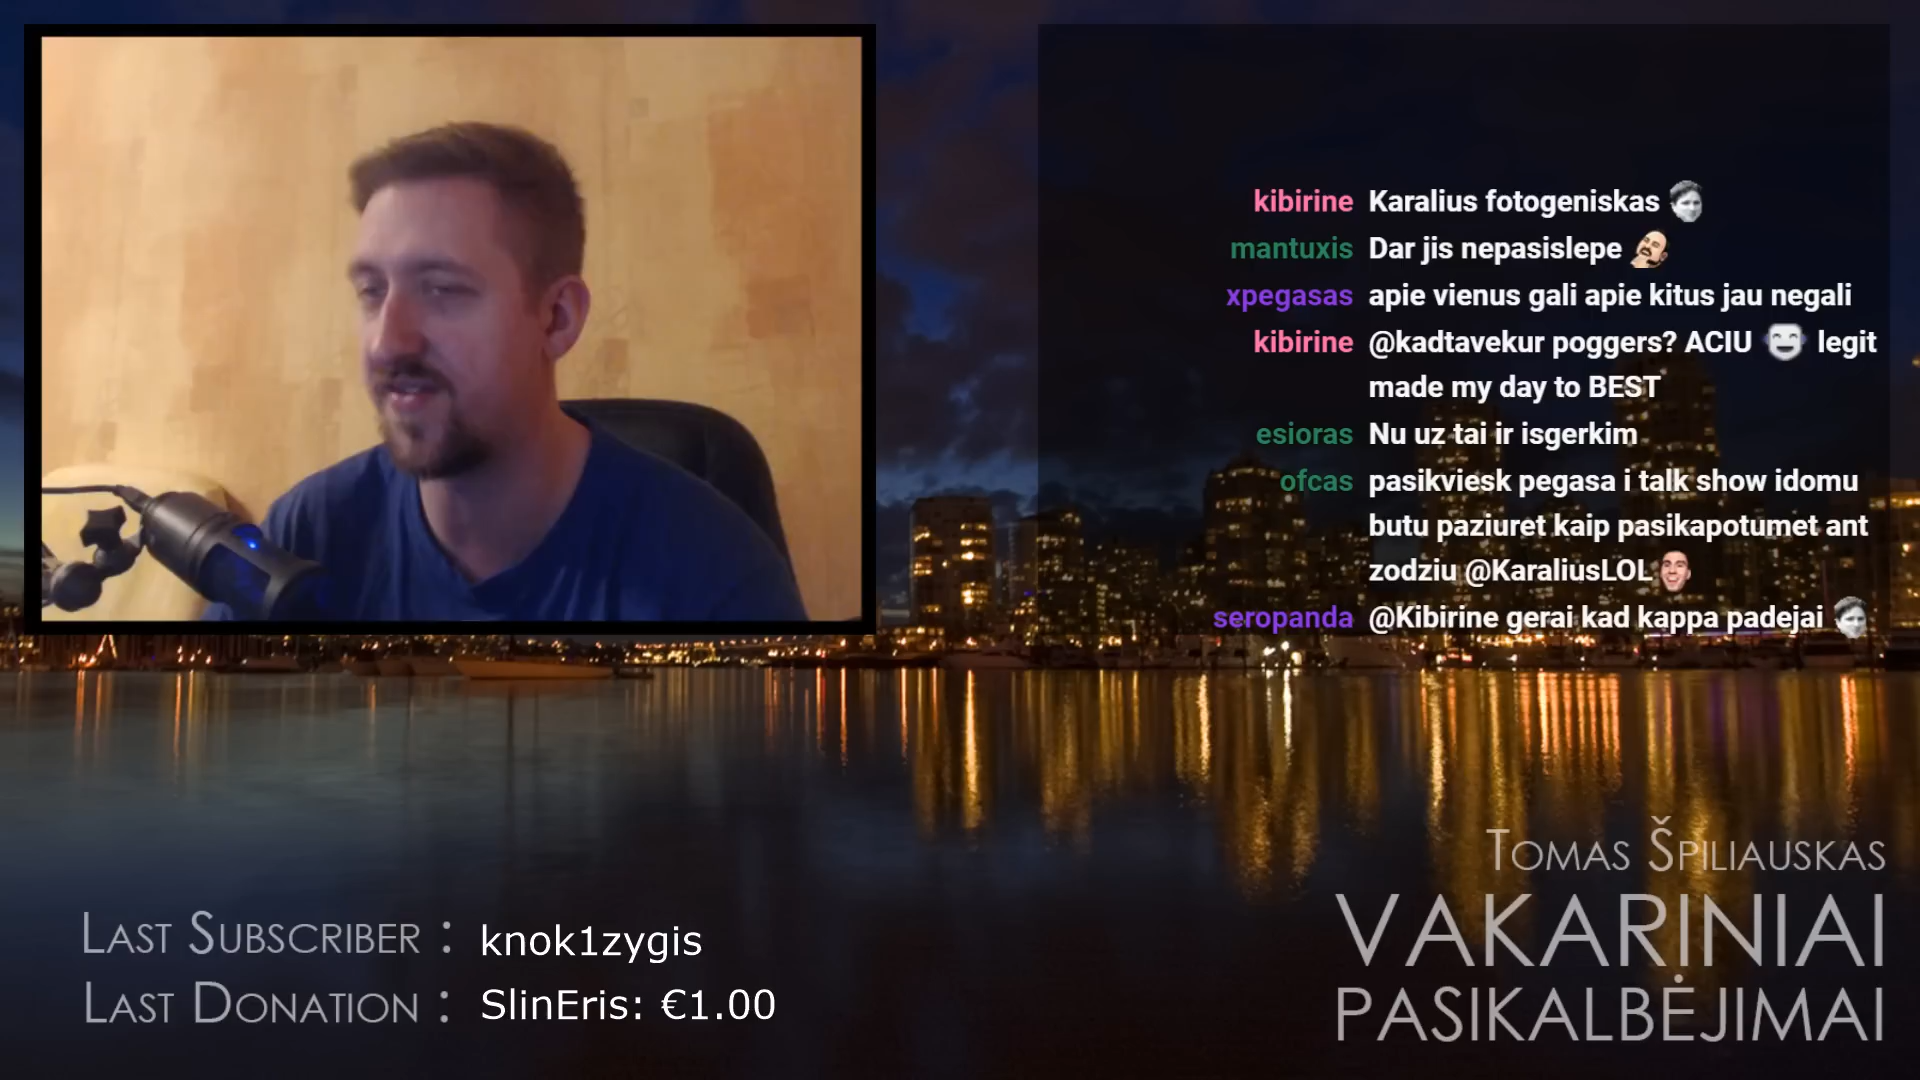 kibirine Karalius fotogeniskas
mantuxis Dar jis nepasislepe
xpegasas apie vienus gali apie kitus jau negali
kibirine @kadtavekur poggers? ACIU legit
made my day to BEST
esioras Nu uz tai ir isgerkim
ofcas pasikviesk pegasa i talk show idomu
butu paziuret kaip pasikapotumet ant
zodziu @KaraliusLOL
seropanda @Kibirine gerai kad kappa padejai
Tomas Špiliauskas
VAKARINIAI
PASIKALBĖJIMAI
Last Subscriber : knok1zygis
Last Donation : SlinEris: €1.00